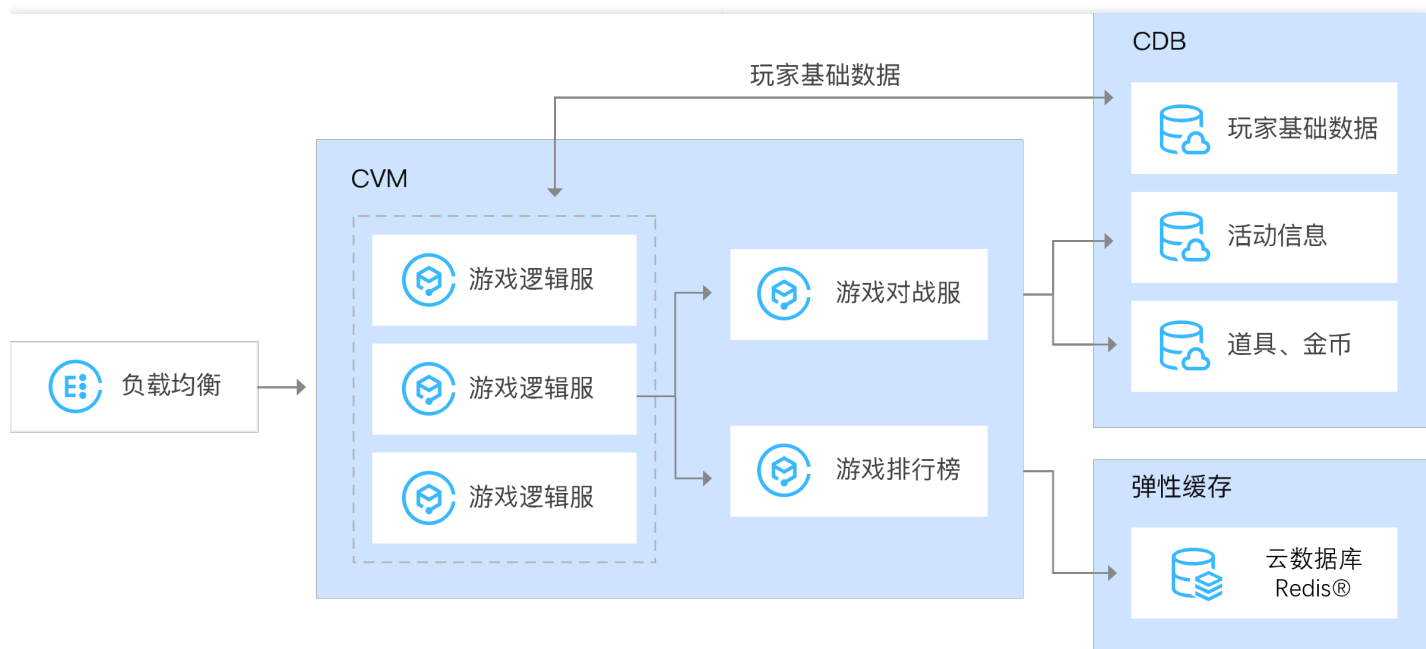 玩家基础数据
CVM
负载均衡
游戏逻辑服
游戏逻辑服
游戏逻辑服
游戏对战服
游戏排行榜
CDB
玩家基础数据
活动信息
道具、金币
弹性缓存
云数据库
Redis®